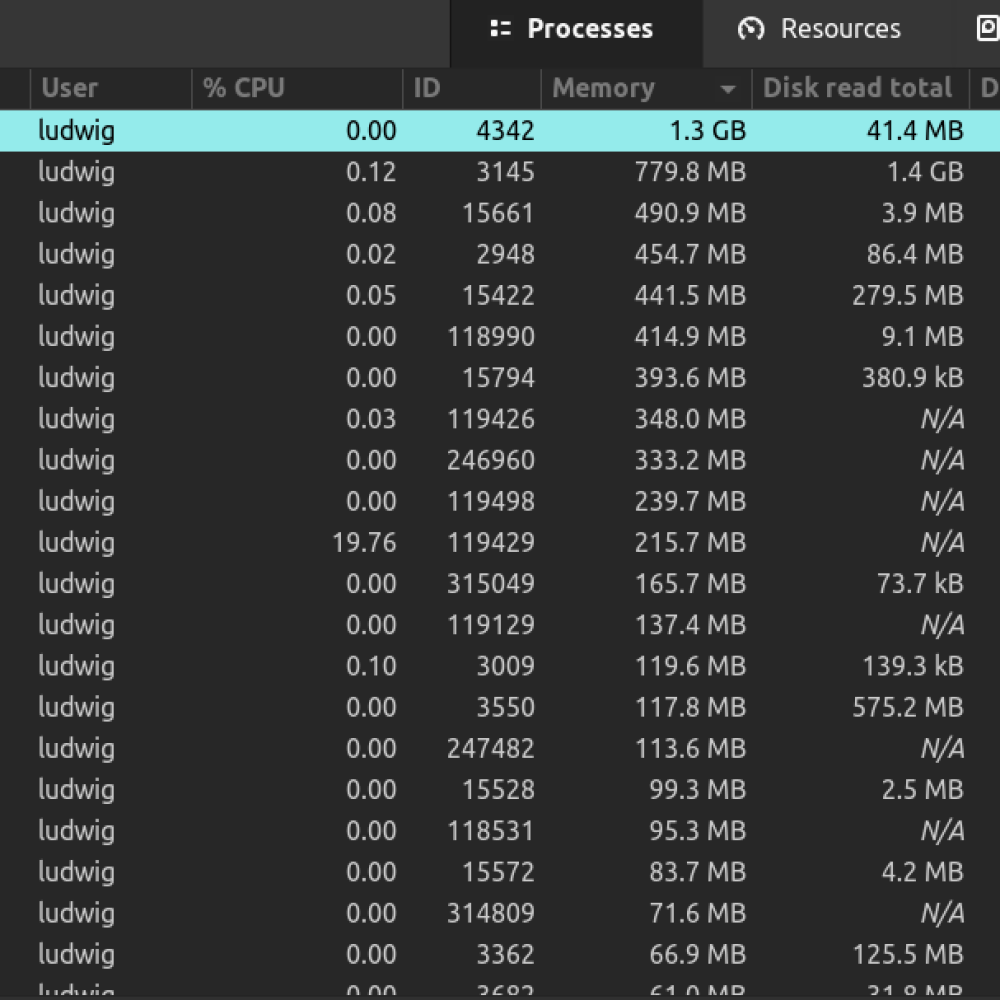 Processes Resources
User % CPU ID Memory Disk read total D
ludwig 0.00 4342 1.3 GB 41.4 MB
ludwig 0.12 3145 779.8 MB 1.4 GB
ludwig 0.08 15661 490.9 MB 3.9 MB
ludwig 0.02 2948 454.7 MB 86.4 MB
ludwig 0.05 15422 441.5 MB 279.5 MB
ludwig 0.00 118990 414.9 MB 9.1 MB
ludwig 0.00 15794 393.6 MB 380.9 kB
ludwig 0.03 119426 348.0 MB N/A
ludwig 0.00 246960 333.2 MB N/A
ludwig 0.00 119498 239.7 MB N/A
ludwig 19.76 119429 215.7 MB N/A
ludwig 0.00 315049 165.7 MB 73.7 kB
ludwig 0.00 119129 137.4 MB N/A
ludwig 0.10 3009 119.6 MB 139.3 kB
ludwig 0.00 3550 117.8 MB 575.2 MB
ludwig 0.00 247482 113.6 MB N/A
ludwig 0.00 15528 99.3 MB 2.5 MB
ludwig 0.00 118531 95.3 MB N/A
ludwig 0.00 15572 83.7 MB 4.2 MB
ludwig 0.00 314809 71.6 MB N/A
ludwig 0.00 3362 66.9 MB 125.5 MB
ludwig 0.00 3682 61.0 MB 31.8 MB